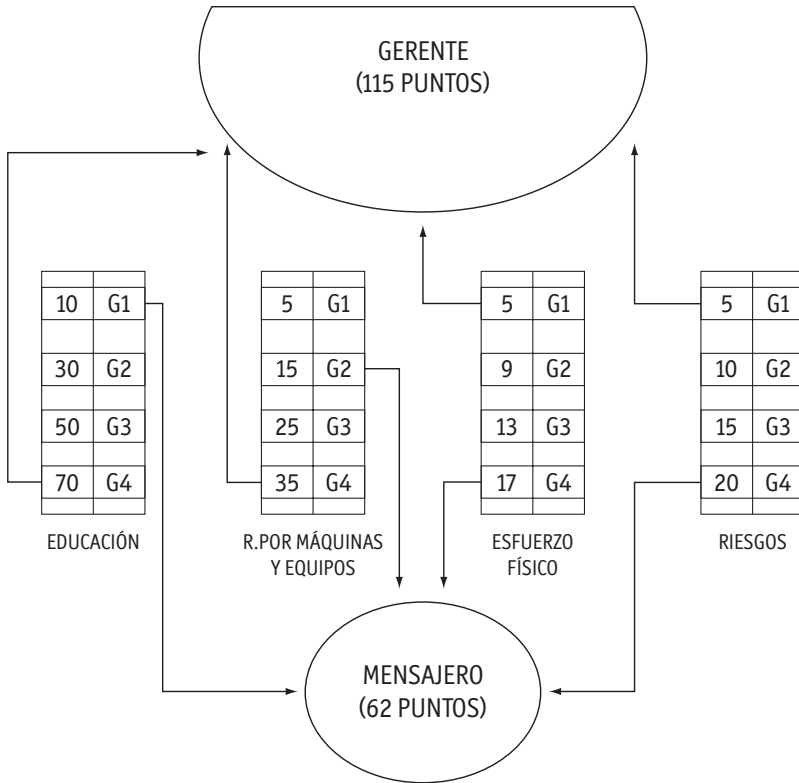 GERENTE
(115 PUNTOS)
10 G1
30 G2
50 G3
70 G4
EDUCACIÓN
5 G1
15 G2
25 G3
35 G4
R.POR MÁQUINAS
Y EQUIPOS
5 G1
9 G2
13 G3
17 G4
ESFUERZO
FÍSICO
5 G1
10 G2
15 G3
20 G4
RIESGOS
MENSAJERO
(62 PUNTOS)